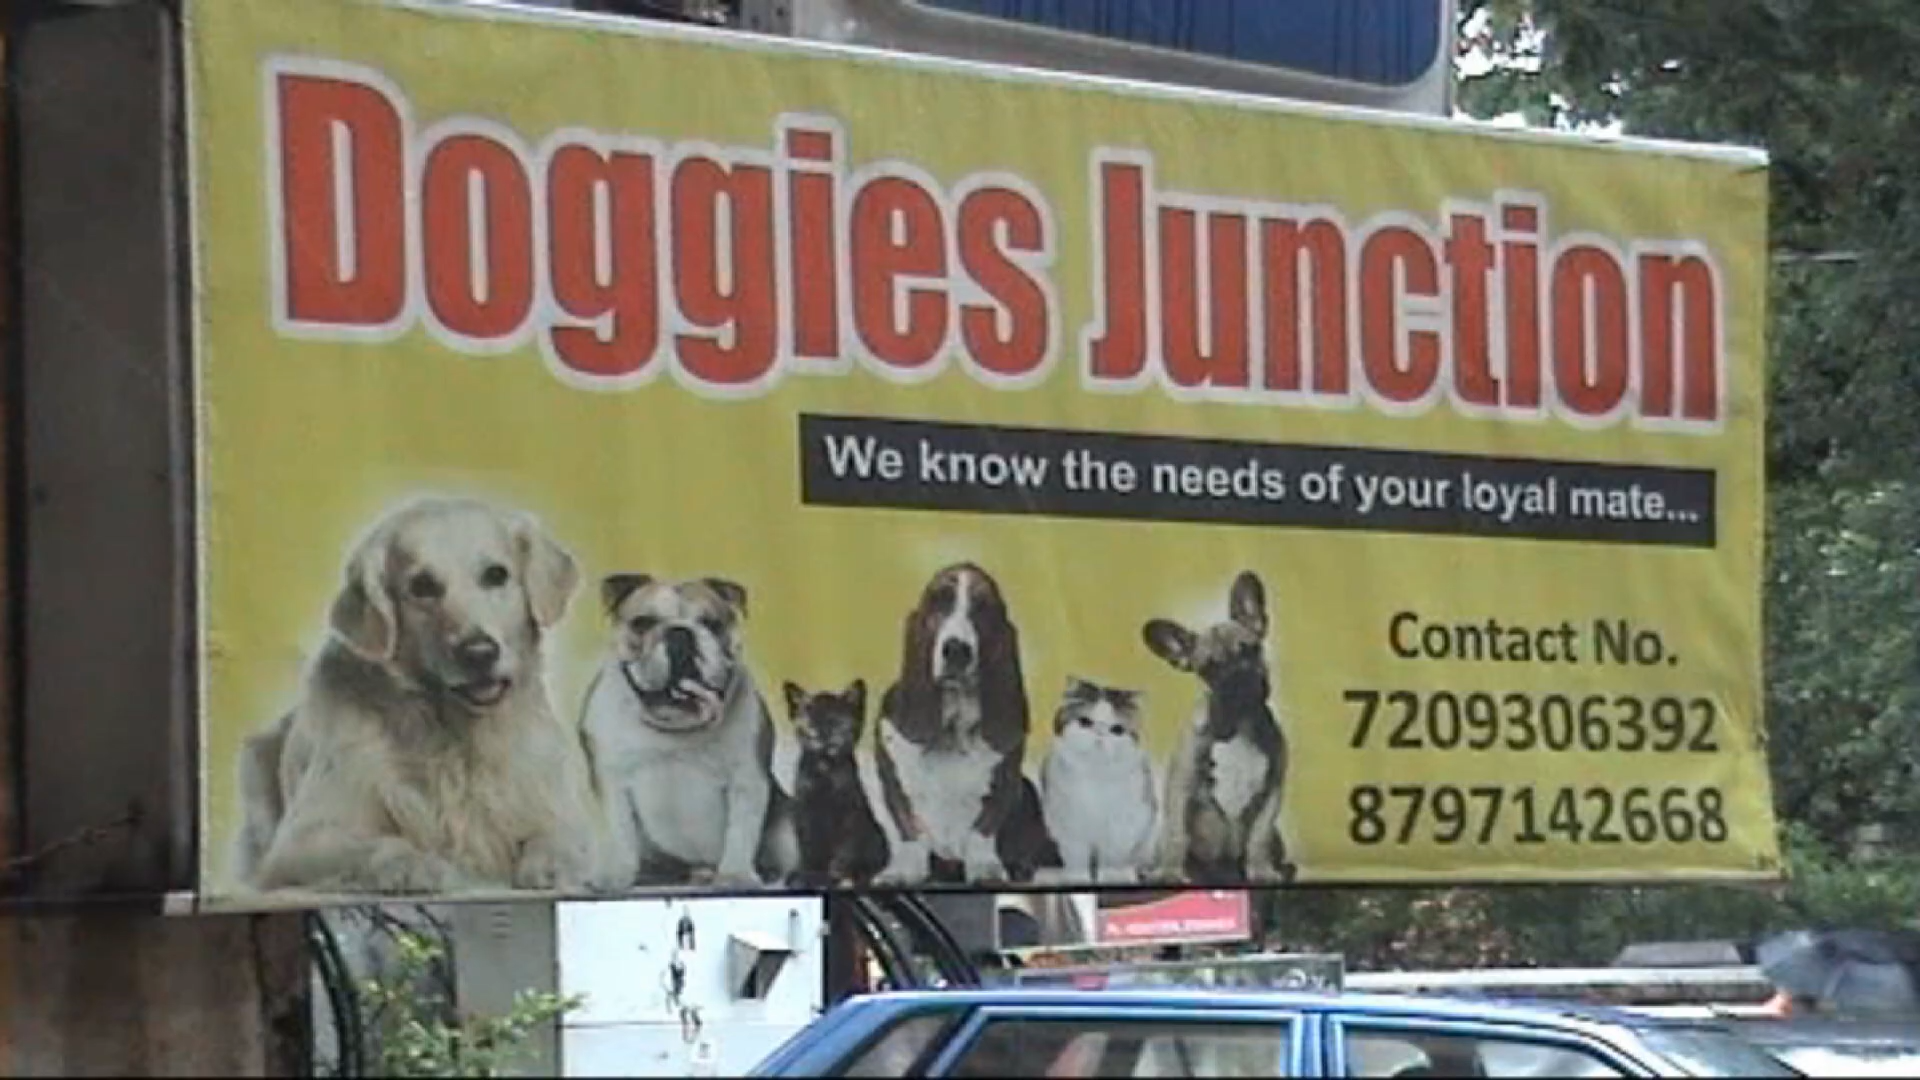 Doggies Junction
We know the needs of your loyal mate...
Contact No.
7209306392
8797142668